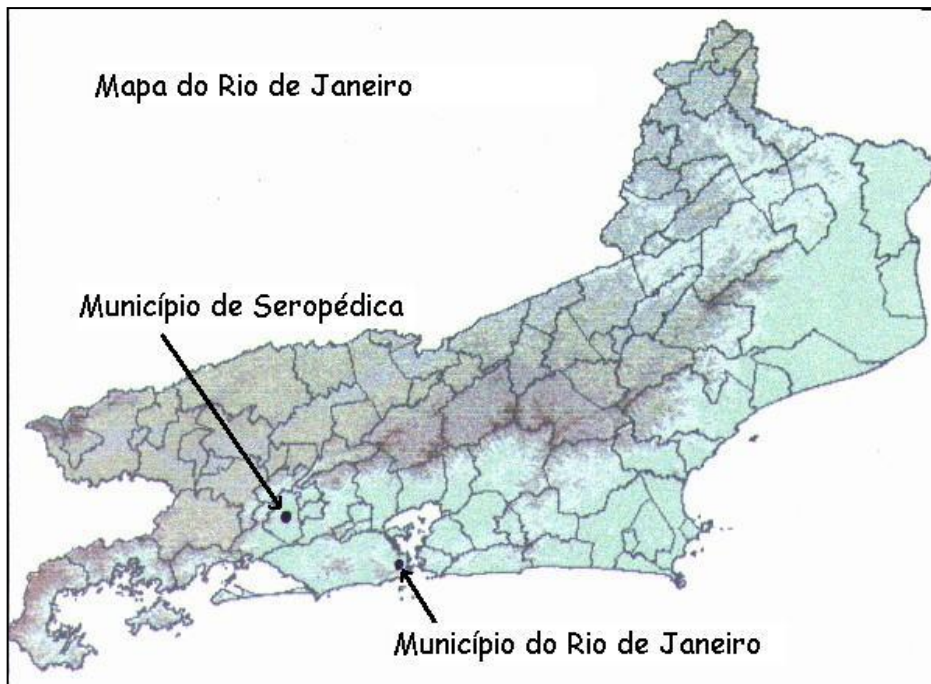 Mapa do Rio de Janeiro
Município de Seropédica
Município do Rio de Janeiro